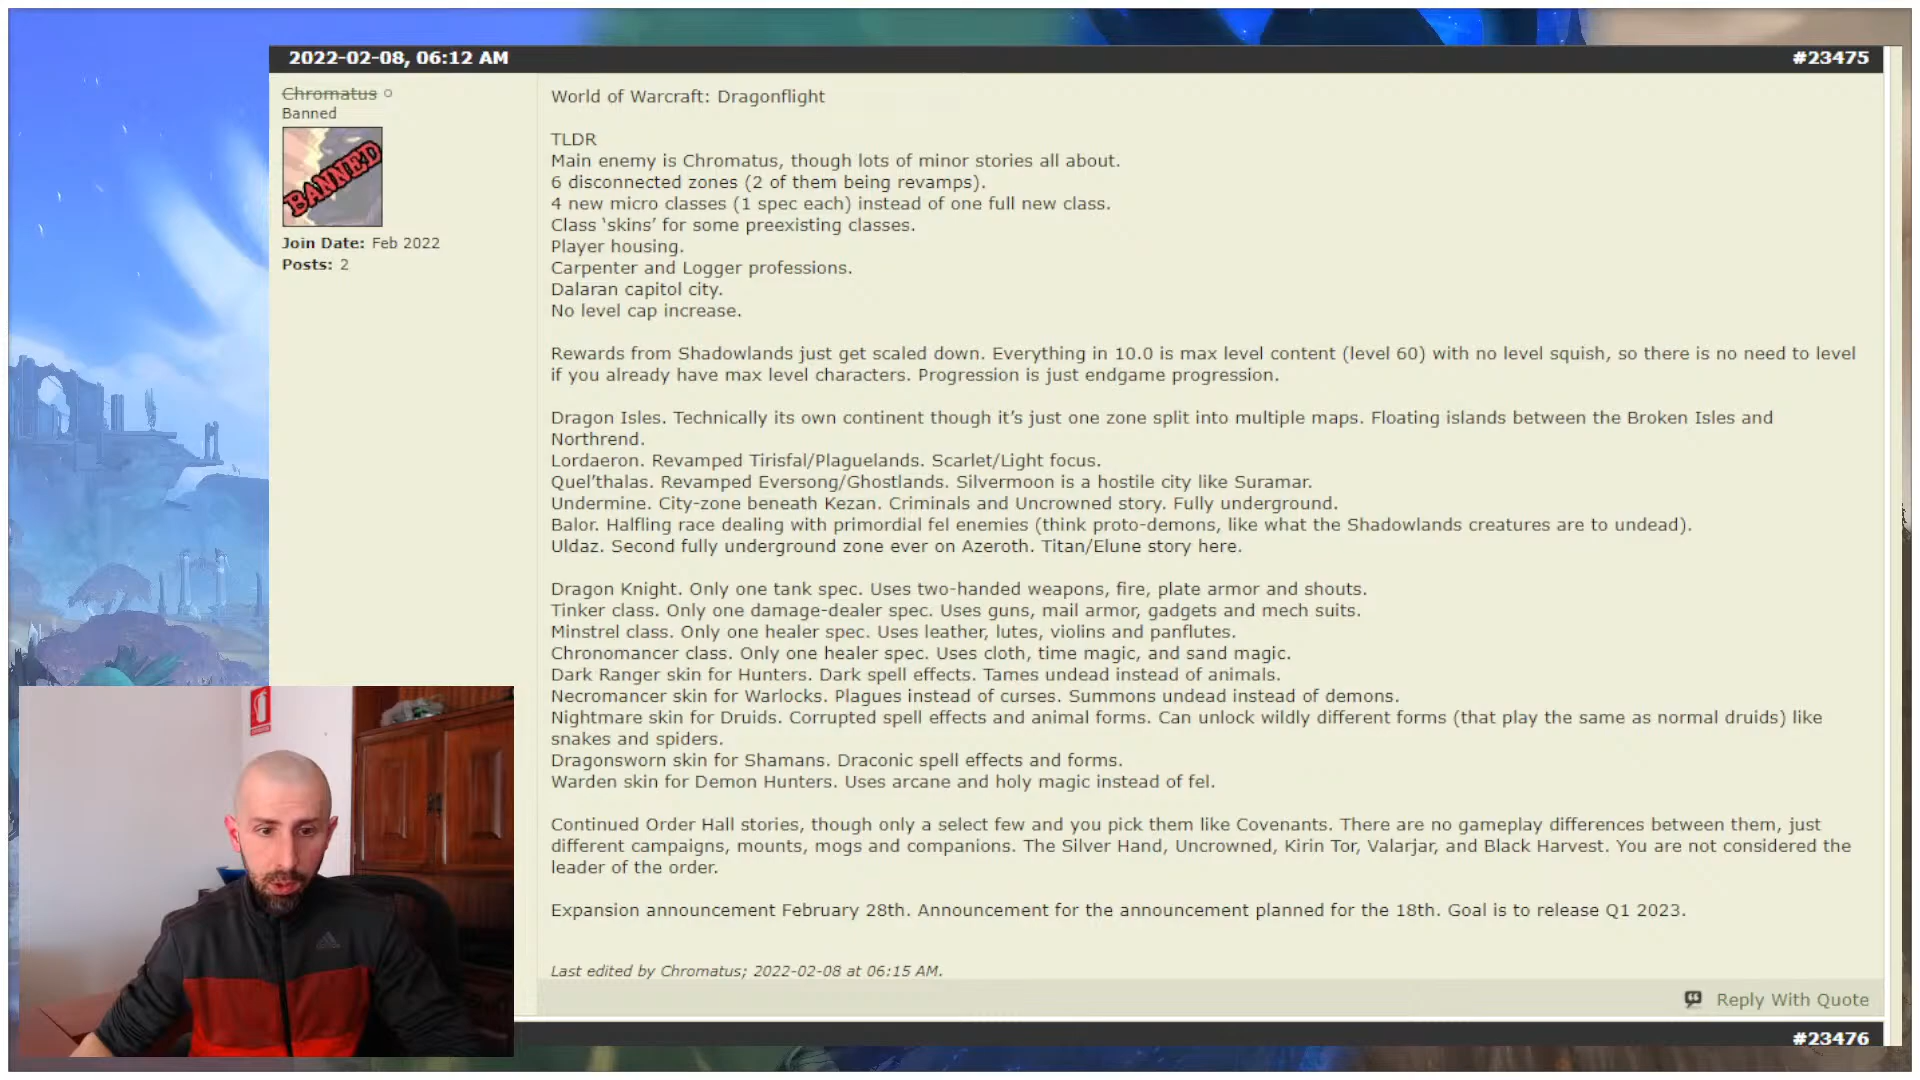 2022-02-08, 06:12 AM
#23475
Chromatus
Banned
BANNED
Join Date: Feb 2022
Posts: 2
World of Warcraft: Dragonflight
TLDR
Main enemy is Chromatus, though lots of minor stories all about.
6 disconnected zones (2 of them being revamps).
4 new micro classes (1 spec each) instead of one full new class.
Class ‘skins’ for some preexisting classes.
Player housing.
Carpenter and Logger professions.
Dalaran capitol city.
No level cap increase.
Rewards from Shadowlands just get scaled down. Everything in 10.0 is max level content (level 60) with no level squish, so there is no need to level
if you already have max level characters. Progression is just endgame progression.
Dragon Isles. Technically its own continent though it’s just one zone split into multiple maps. Floating islands between the Broken Isles and
Northrend.
Lordaeron. Revamped Tirisfal/Plaguelands. Scarlet/Light focus.
Quel’thalas. Revamped Eversong/Ghostlands. Silvermoon is a hostile city like Suramar.
Undermine. City-zone beneath Kezan. Criminals and Uncrowned story. Fully underground.
Balor. Halfling race dealing with primordial fel enemies (think proto-demons, like what the Shadowlands creatures are to undead).
Uldaz. Second fully underground zone ever on Azeroth. Titan/Elune story here.
Dragon Knight. Only one tank spec. Uses two-handed weapons, fire, plate armor and shouts.
Tinker class. Only one damage-dealer spec. Uses guns, mail armor, gadgets and mech suits.
Minstrel class. Only one healer spec. Uses leather, lutes, violins and panflutes.
Chronomancer class. Only one healer spec. Uses cloth, time magic, and sand magic.
Dark Ranger skin for Hunters. Dark spell effects. Tames undead instead of animals.
Necromancer skin for Warlocks. Plagues instead of curses. Summons undead instead of demons.
Nightmare skin for Druids. Corrupted spell effects and animal forms. Can unlock wildly different forms (that play the same as normal druids) like
snakes and spiders.
Dragonsworn skin for Shamans. Draconic spell effects and forms.
Warden skin for Demon Hunters. Uses arcane and holy magic instead of fel.
Continued Order Hall stories, though only a select few and you pick them like Covenants. There are no gameplay differences between them, just
different campaigns, mounts, mogs and companions. The Silver Hand, Uncrowned, Kirin Tor, Valarjar, and Black Harvest. You are not considered the
leader of the order.
Expansion announcement February 28th. Announcement for the announcement planned for the 18th. Goal is to release Q1 2023.
Last edited by Chromatus; 2022-02-08 at 06:15 AM.
Reply With Quote
#23476